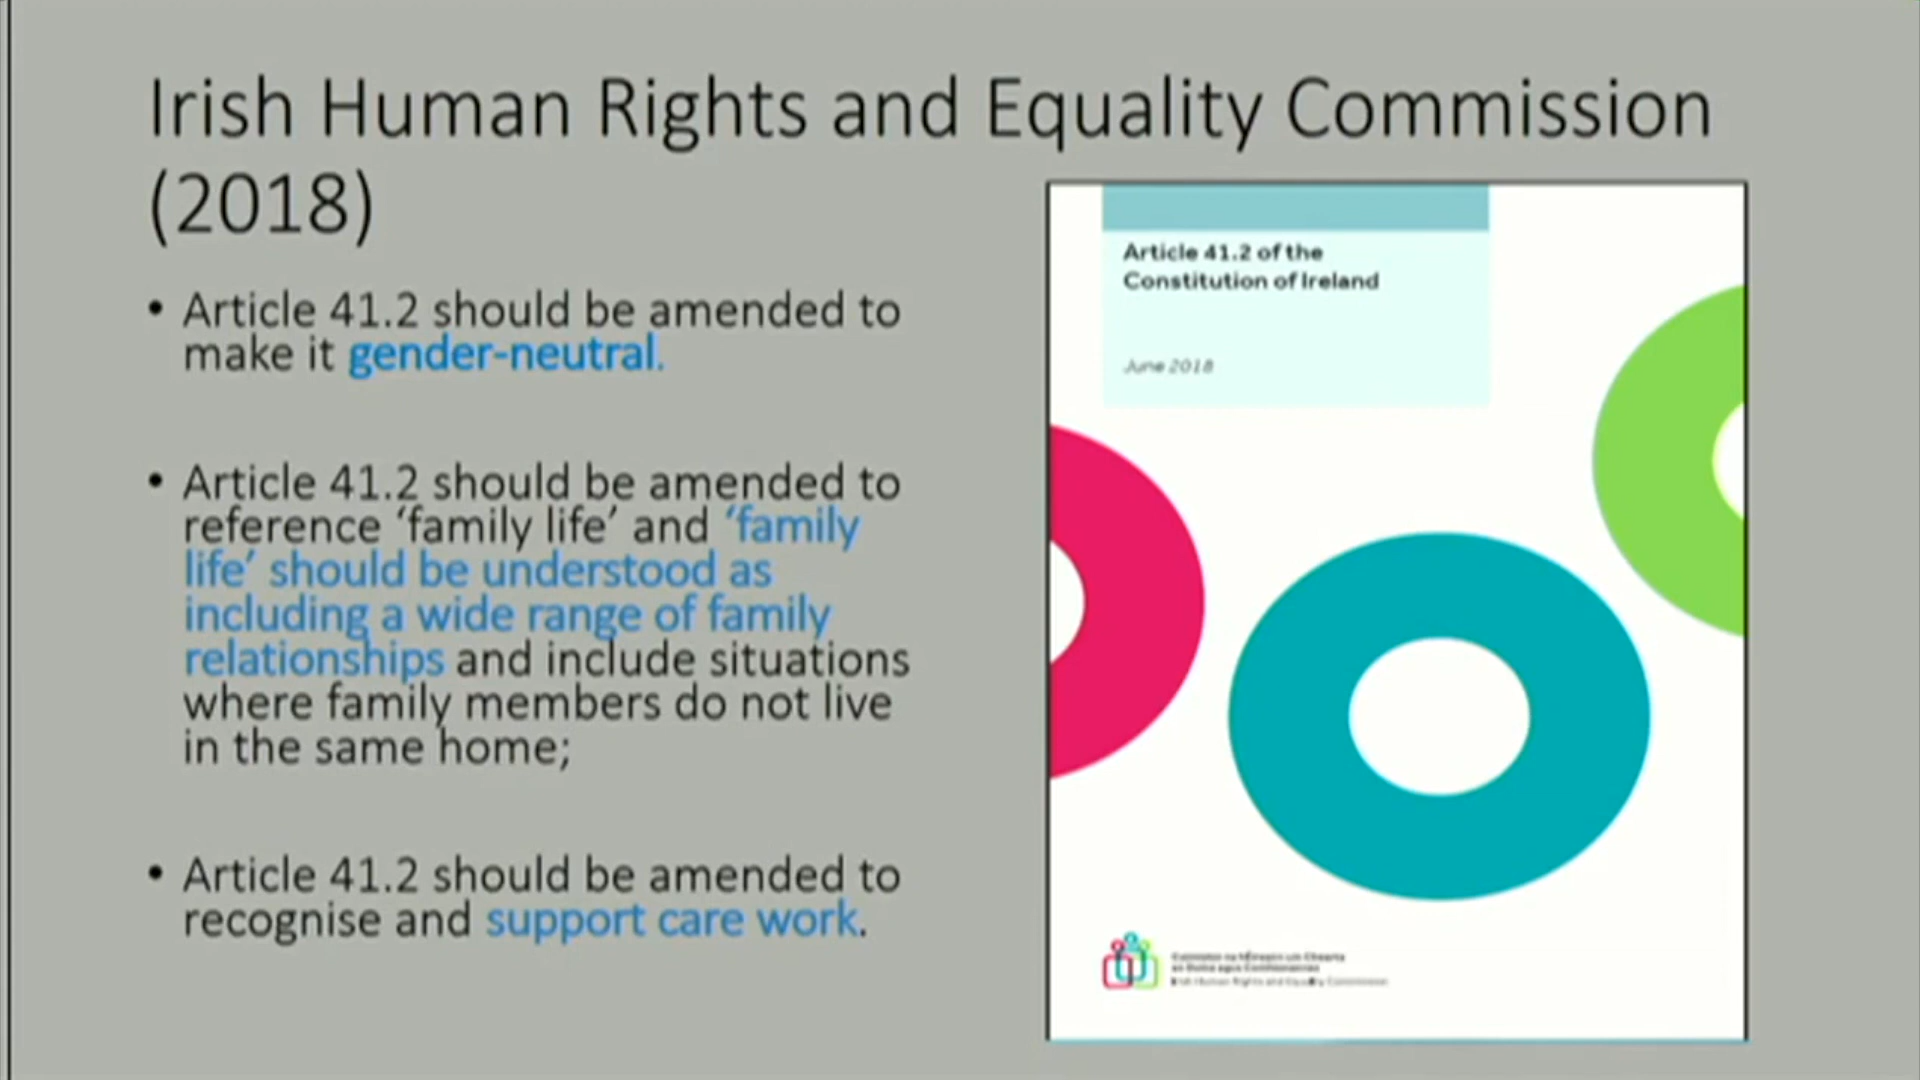 Irish Human Rights and Equality Commission
(2018)
• Article 41.2 should be amended to
make it gender-neutral.
• Article 41.2 should be amended to
reference ‘family life’ and ‘family
life’ should be understood as
including a wide range of family
relationships and include situations
where family members do not live
in the same home;
• Article 41.2 should be amended to
recognise and support care work.
Article 41.2 of the
Constitution of Ireland
June 2018
Irish Human Rights and Equality Commission